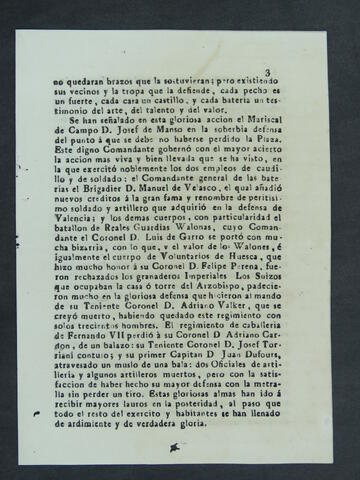 3
no quedaran brazos que la sostuvieran; pero existiendo
sus vecinos y la tropa que la defiende, cada pecho es
un fuerte, cada cara un castillo, y cada bateria un tes-
timonio del arte, del talento y del valor.
Se han señalado en esta gloriosa accion el Mariscal
de Campo D. Josef de Manso en la soberbia defensa
del punto á que se debe no haberse perdido la Plaza.
Este digno Comandante gobernó con el mayor acierto
la accion mas viva y bien llevada que se ha visto, en
la que exercitó noblemente los dos empleos de caudi-
llo y de soldado: el Comandante general de las bate-
rias el Brigadier D. Manuel de Velasco, el qual añadió
nuevos creditos á la gran fama y renombre de peritisi-
mo soldado y artillero que adquirió en la defensa de
Valencia; y los demas cuerpos, con particularidad el
batallon de Reales Guardias Walonas, cuyo Coman-
dante el Coronel D. Luis de Garro se portó con mu-
cha bizarria, con lo que, y el valor de los Walones, é
igualmente el cuerpo de Voluntarios de Huesca, que
hizo mucho honor á su Coronel D. Felipe Perena, fue-
ron rechazados los granaderos Imperiales Los Suizos
que ocupaban la casa ó torre del Arzobispo, padecie-
ron mucho en la gloriosa defensa que hicieron al mando
de su Teniente Coronel D. Adriano Valker, que se
creyó muerto, habiendo quedado este regimiento con
solos trecientos hombres. El regimiento de caballeria
de Fernando VII perdió á su Coronel D Adriano Car-
don, de un balazo: su Teniente Coronel D. Josef Tor-
riani contuso; y su primer Capitan D Juan Dufours,
atravesado un muslo de una bala: dos Oficiales de arti-
lleria y algunos artilleros muertos, pero con la satis-
faccion de haber hecho su mayor defensa con la metra-
lla sin perder un tiro. Estas gloriosas almas han ido á
recibir mayores lauros en la posteridad, al paso que
todo el resto del exercito y habitantes se han llenado
de ardimiento y de verdadera gloria.